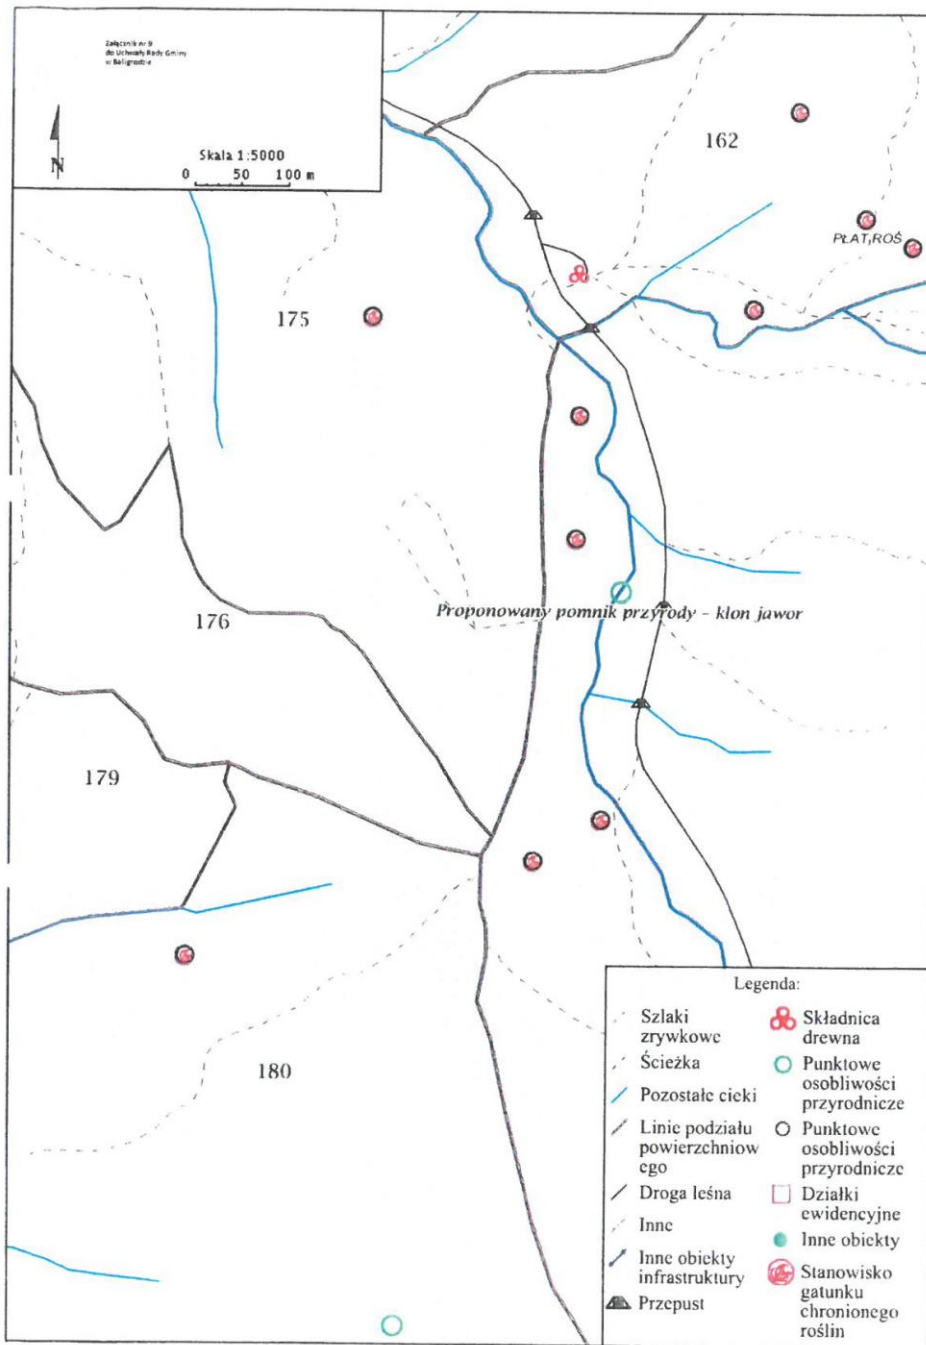 Załącznik nr 9
do Uchwały Rady Gminy
w Baligrodzie
N
Skala 1:5000
0 50 100 m
162
PŁAT,ROŚ
175
Proponowany pomnik przyrody - klon jawor
176
179
180
Legenda:
Szlaki
zrywkowe
Ścieżka
Pozostałe cieki
Linie podziału
powierzchniow
ego
Droga leśna
Inne
Inne obiekty
infrastruktury
Przepust
Składnica
drewna
Punktowe
osobliwości
przyrodnicze
Punktowe
osobliwości
przyrodnicze
Działki
ewidencyjne
Inne obiekty
Stanowisko
gatunku
chronionego
roślin